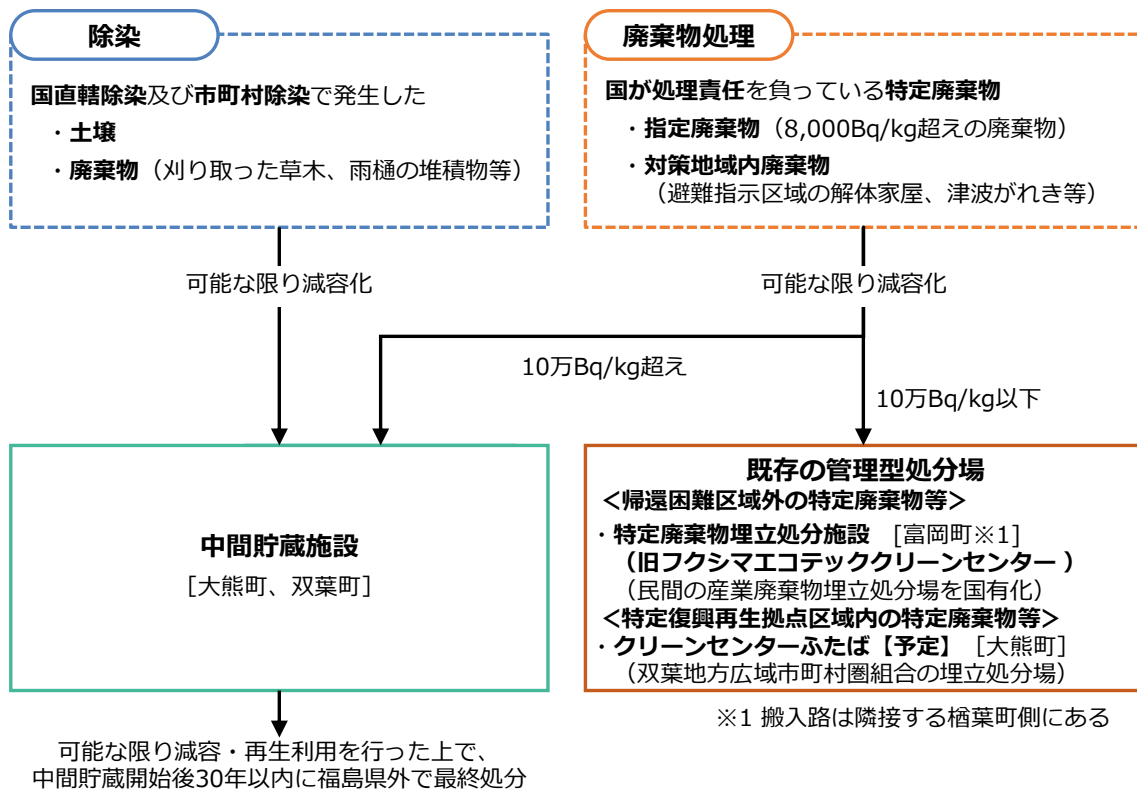 除染
国直轄除染及び市町村除染で発生した
・土壌
・廃棄物（刈り取った草木、雨樋の堆積物等）
廃棄物処理
国が処理責任を負っている特定廃棄物
・指定廃棄物（8,000Bq/kg超えの廃棄物）
・対策地域内廃棄物
（避難指示区域の解体家屋、津波がれき等）
可能な限り減容化
可能な限り減容化
10万Bq/kg超え
10万Bq/kg以下
中間貯蔵施設
［大熊町、双葉町］
既存の管理型処分場
＜帰還困難区域外の特定廃棄物等＞
・特定廃棄物埋立処分施設　［富岡町※1］
（旧フクシマエコテッククリーンセンター ）
（民間の産業廃棄物埋立処分場を国有化）
＜特定復興再生拠点区域内の特定廃棄物等＞
・クリーンセンターふたば【予定】［大熊町］
（双葉地方広域市町村圏組合の埋立処分場）
※1 搬入路は隣接する楢葉町側にある
可能な限り減容・再生利用を行った上で、
中間貯蔵開始後30年以内に福島県外で最終処分